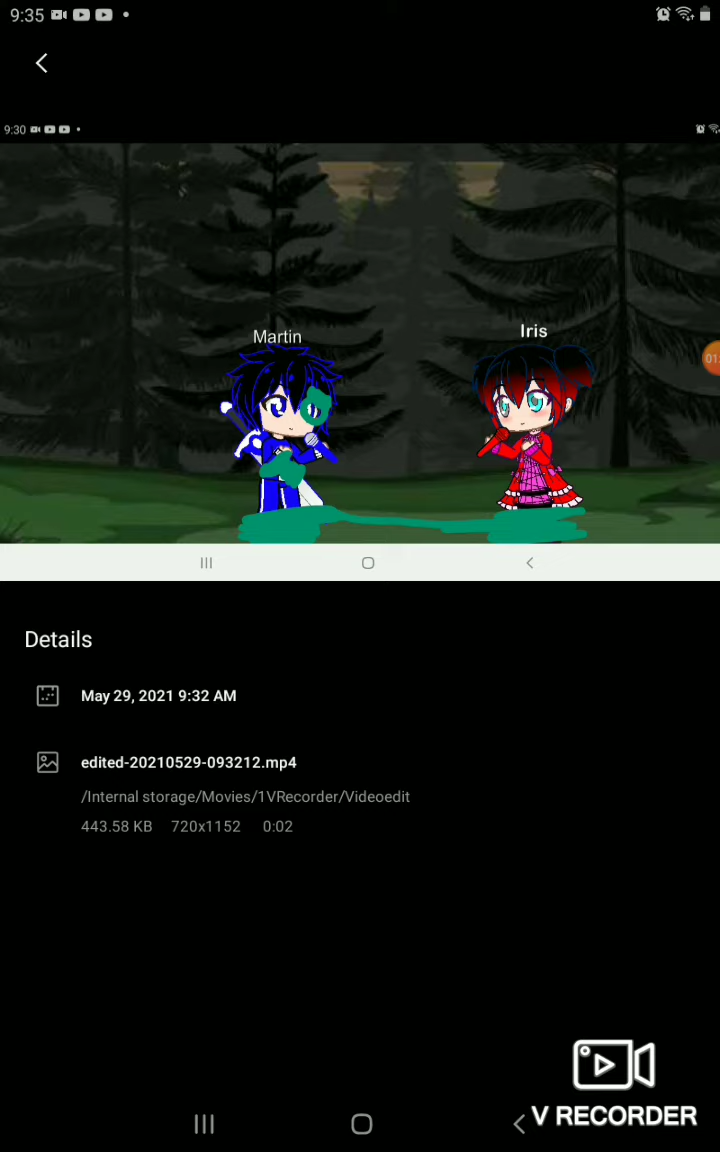 9:35
9:30
Martin
Iris
01:
Details
May 29, 2021 9:32 AM
edited-20210529-093212.mp4
/Internal storage/Movies/1VRecorder/Videoedit
443.58 KB 720x1152 0:02
V RECORDER